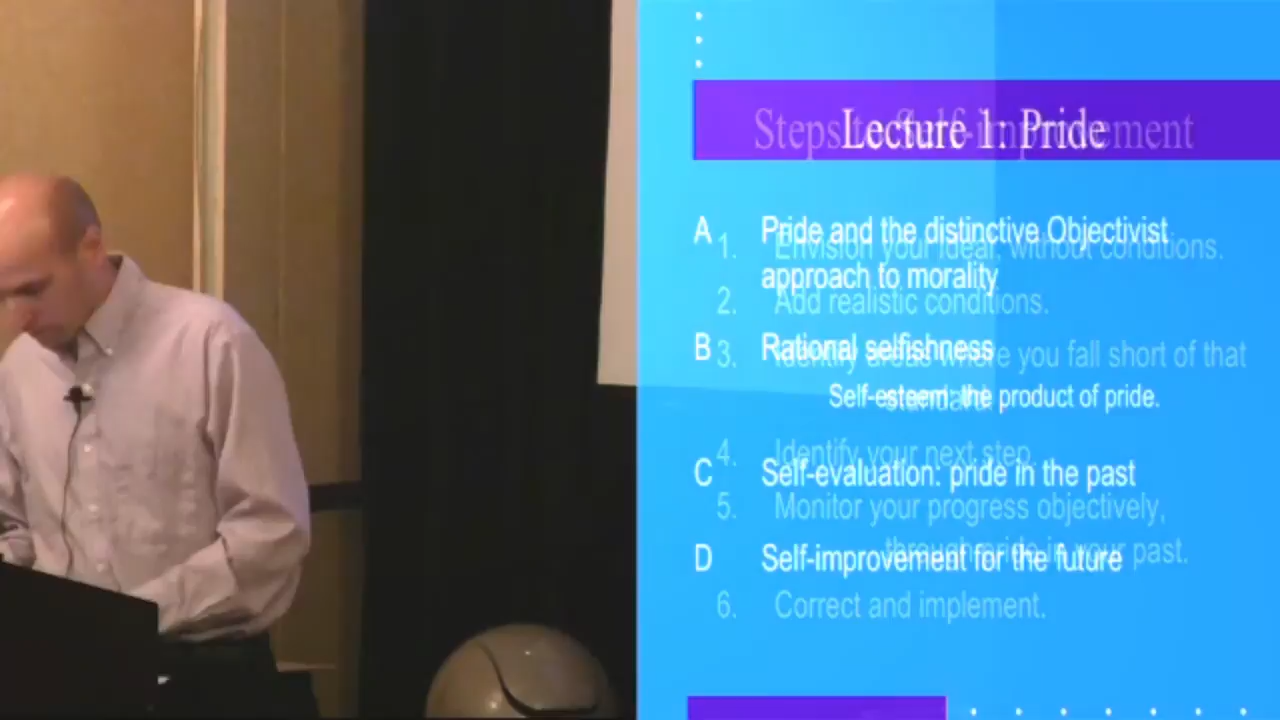 Lecture 1: Pride
Steps to Self-improvement
A Pride and the distinctive Objectivist
approach to morality
B Rational selfishness
Self-esteem: the product of pride.
C Self-evaluation: pride in the past
D Self-improvement for the future
1. Envision your ideal, without conditions.
2. Add realistic conditions.
3. Identify areas where you fall short of that
standard.
4. Identify your next step.
5. Monitor your progress objectively,
through pride in your past.
6. Correct and implement.